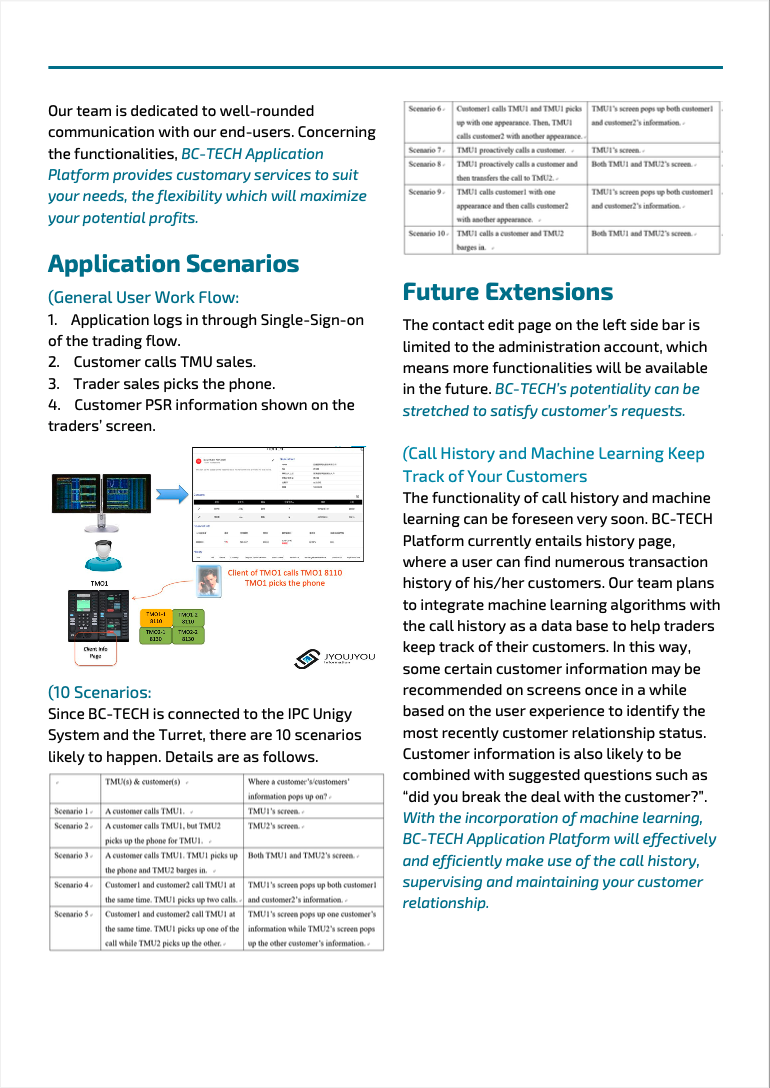 Our team is dedicated to well-rounded
communication with our end-users. Concerning
the functionalities, BC-TECH Application
Platform provides customary services to suit
your needs, the flexibility which will maximize
your potential profits.
Application Scenarios
(General User Work Flow:
1. Application logs in through Single-Sign-on
of the trading flow.
2. Customer calls TMU sales.
3. Trader sales picks the phone.
4. Customer PSR information shown on the
traders’ screen.
Client of TMO1 calls TMO1 8110
TMO1 picks the phone
TMO1
TMO1-1
8110
TMO1-2
8110
TMO2-1
8130
TMO2-2
8130
Client Info
Page
JYOUJYOU
Information
(10 Scenarios:
Since BC-TECH is connected to the IPC Unigy
System and the Turret, there are 10 scenarios
likely to happen. Details are as follows.
TMU(s) & customer(s)
Where a customer's/customers'
information pops up on?
Scenario 1
A customer calls TMU1.
TMU1's screen.
Scenario 2
A customer calls TMU1, but TMU2
picks up the phone for TMU1.
TMU2's screen.
Scenario 3
A customer calls TMU1. TMU1 picks up
the phone and TMU2 barges in.
Both TMU1 and TMU2's screen.
Scenario 4
Customer1 and customer2 call TMU1 at
the same time. TMU1 picks up two calls.
TMU1's screen pops up both customer1
and customer2's information.
Scenario 5
Customer1 and customer2 call TMU1 at
the same time. TMU1 picks up one of the
call while TMU2 picks up the other.
TMU1's screen pops up one customer's
information while TMU2's screen pops
up the other customer's information.
Scenario 6
Customer1 calls TMU1 and TMU1 picks
up with one appearance. Then, TMU1
calls customer2 with another appearance.
TMU1's screen pops up both customer1
and customer2's information.
Scenario 7
TMU1 proactively calls a customer.
TMU1's screen.
Scenario 8
TMU1 proactively calls a customer and
then transfers the call to TMU2.
Both TMU1 and TMU2's screen.
Scenario 9
TMU1 calls customer1 with one
appearance and then calls customer2
with another appearance.
TMU1's screen pops up both customer1
and customer2's information.
Scenario 10
TMU1 calls a customer and TMU2
barges in.
Both TMU1 and TMU2's screen.
Future Extensions
The contact edit page on the left side bar is
limited to the administration account, which
means more functionalities will be available
in the future. BC-TECH’s potentiality can be
stretched to satisfy customer’s requests.
(Call History and Machine Learning Keep
Track of Your Customers
The functionality of call history and machine
learning can be foreseen very soon. BC-TECH
Platform currently entails history page,
where a user can find numerous transaction
history of his/her customers. Our team plans
to integrate machine learning algorithms with
the call history as a data base to help traders
keep track of their customers. In this way,
some certain customer information may be
recommended on screens once in a while
based on the user experience to identify the
most recently customer relationship status.
Customer information is also likely to be
combined with suggested questions such as
“did you break the deal with the customer?”.
With the incorporation of machine learning,
BC-TECH Application Platform will effectively
and efficiently make use of the call history,
supervising and maintaining your customer
relationship.